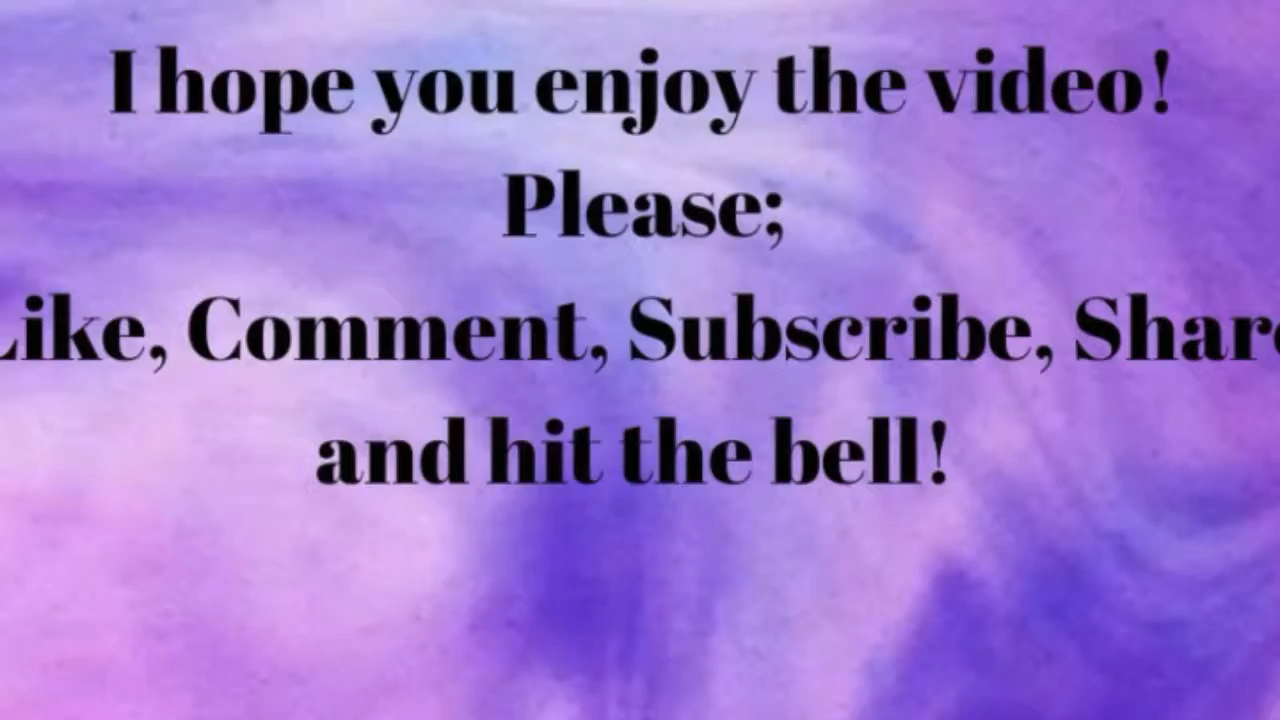 I hope you enjoy the video!
Please;
Like, Comment, Subscribe, Share
and hit the bell!